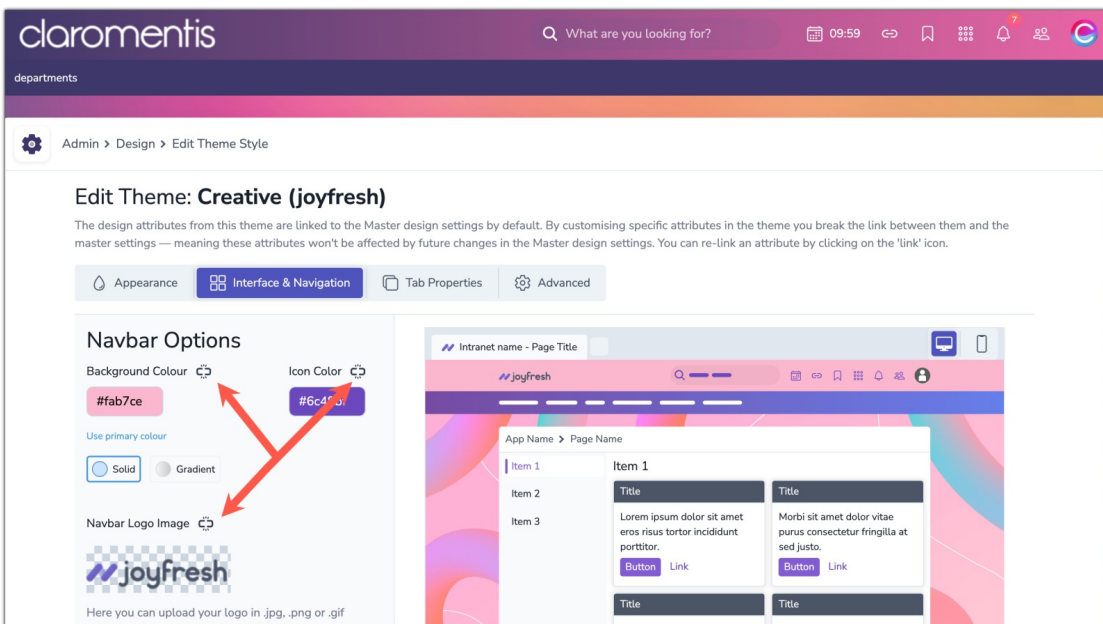 claromentis
What are you looking for?
09:59
7
departments
Admin > Design > Edit Theme Style
Edit Theme: Creative (joyfresh)
The design attributes from this theme are linked to the Master design settings by default. By customising specific attributes in the theme you break the link between them and the
master settings — meaning these attributes won't be affected by future changes in the Master design settings. You can re-link an attribute by clicking on the 'link' icon.
Appearance
Interface & Navigation
Tab Properties
Advanced
Navbar Options
Background Colour
Icon Color
#fab7ce
Use primary colour
Solid
Gradient
Navbar Logo Image
joyfresh
Here you can upload your logo in .jpg, .png or .gif
Intranet name - Page Title
joyfresh
App Name > Page Name
Item 1
Item 2
Item 3
Item 1
Title
Lorem ipsum dolor sit amet
eros risus tortor incididunt
porttitor.
Button Link
Title
Morbi sit amet dolor vitae
purus consectetur fringilla at
sed justo.
Button Link
Title
Title